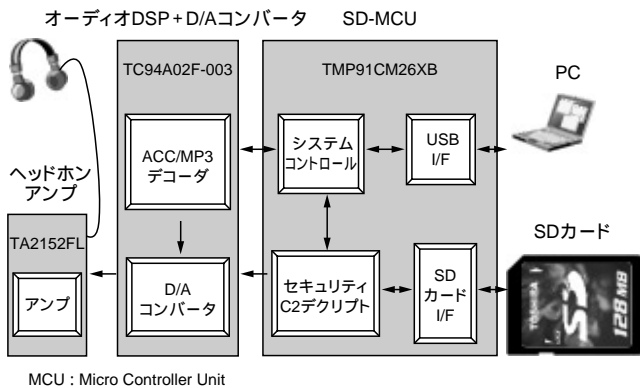 オーディオDSP+D/Aコンバータ
SD-MCU
TC94A02F-003
TMP91CM26XB
PC
ACC/MP3
デコーダ
システム
コントロール
USB
I/F
ヘッドホン
アンプ
TA2152FL
アンプ
D/A
コンバータ
セキュリティ
C2デクリプト
SD
カード
I/F
SDカード
TOSHIBA
SD
128MB
MCU : Micro Controller Unit